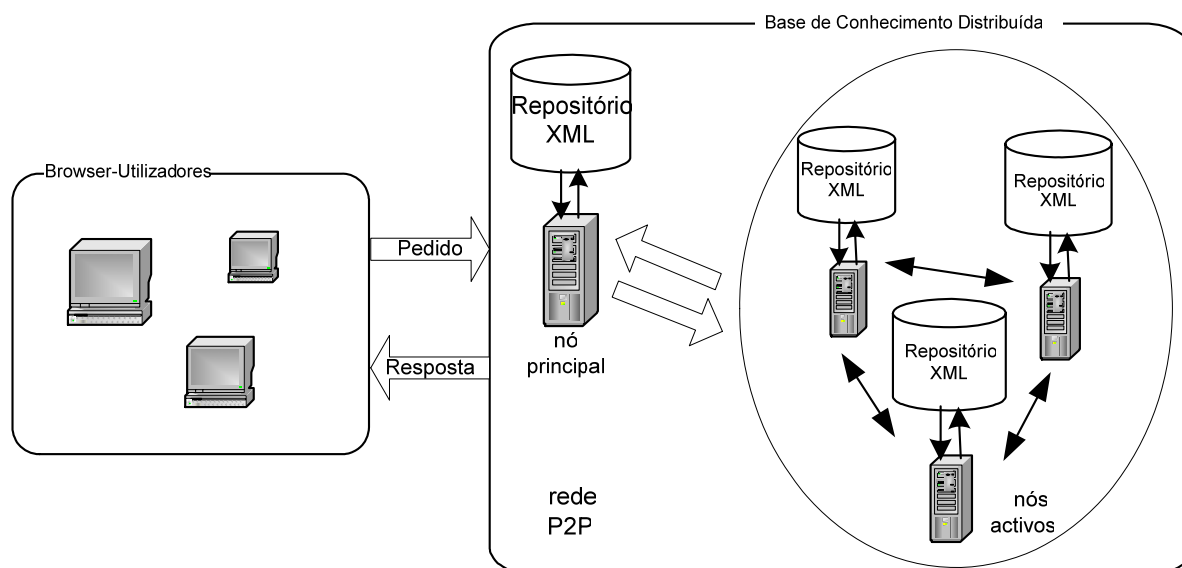 Base de Conhecimento Distribuída
Repositório
XML
Browser-Utilizadores
Repositório
XML
Repositório
XML
Pedido
nó
principal
Repositório
XML
Resposta
rede
P2P
nós
activos